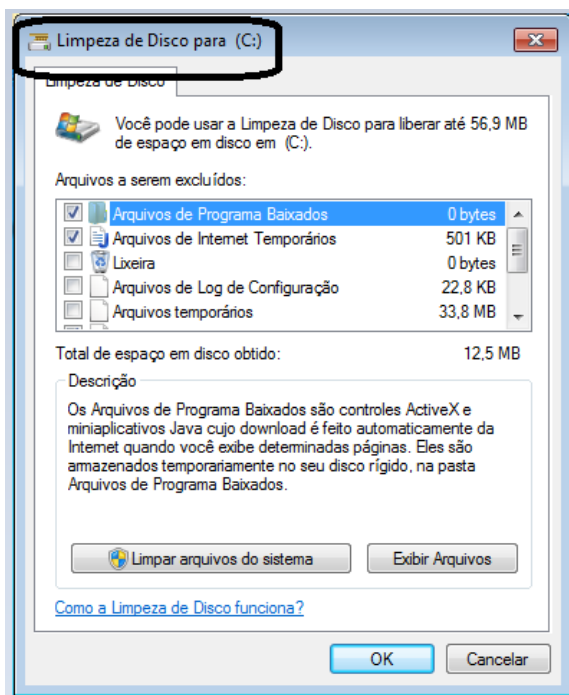 Limpeza de Disco para (C:)
Limpeza de Disco
Você pode usar a Limpeza de Disco para liberar até 56,9 MB
de espaço em disco em (C:).
Arquivos a serem excluídos:
Arquivos de Programa Baixados 0 bytes
Arquivos de Internet Temporários 501 KB
Lixeira 0 bytes
Arquivos de Log de Configuração 22,8 KB
Arquivos temporários 33,8 MB
Total de espaço em disco obtido: 12,5 MB
Descrição
Os Arquivos de Programa Baixados são controles ActiveX e
miniaplicativos Java cujo download é feito automaticamente da
Internet quando você exibe determinadas páginas. Eles são
armazenados temporariamente no seu disco rígido, na pasta
Arquivos de Programa Baixados.
Limpar arquivos do sistema Exibir Arquivos
Como a Limpeza de Disco funciona?
OK Cancelar